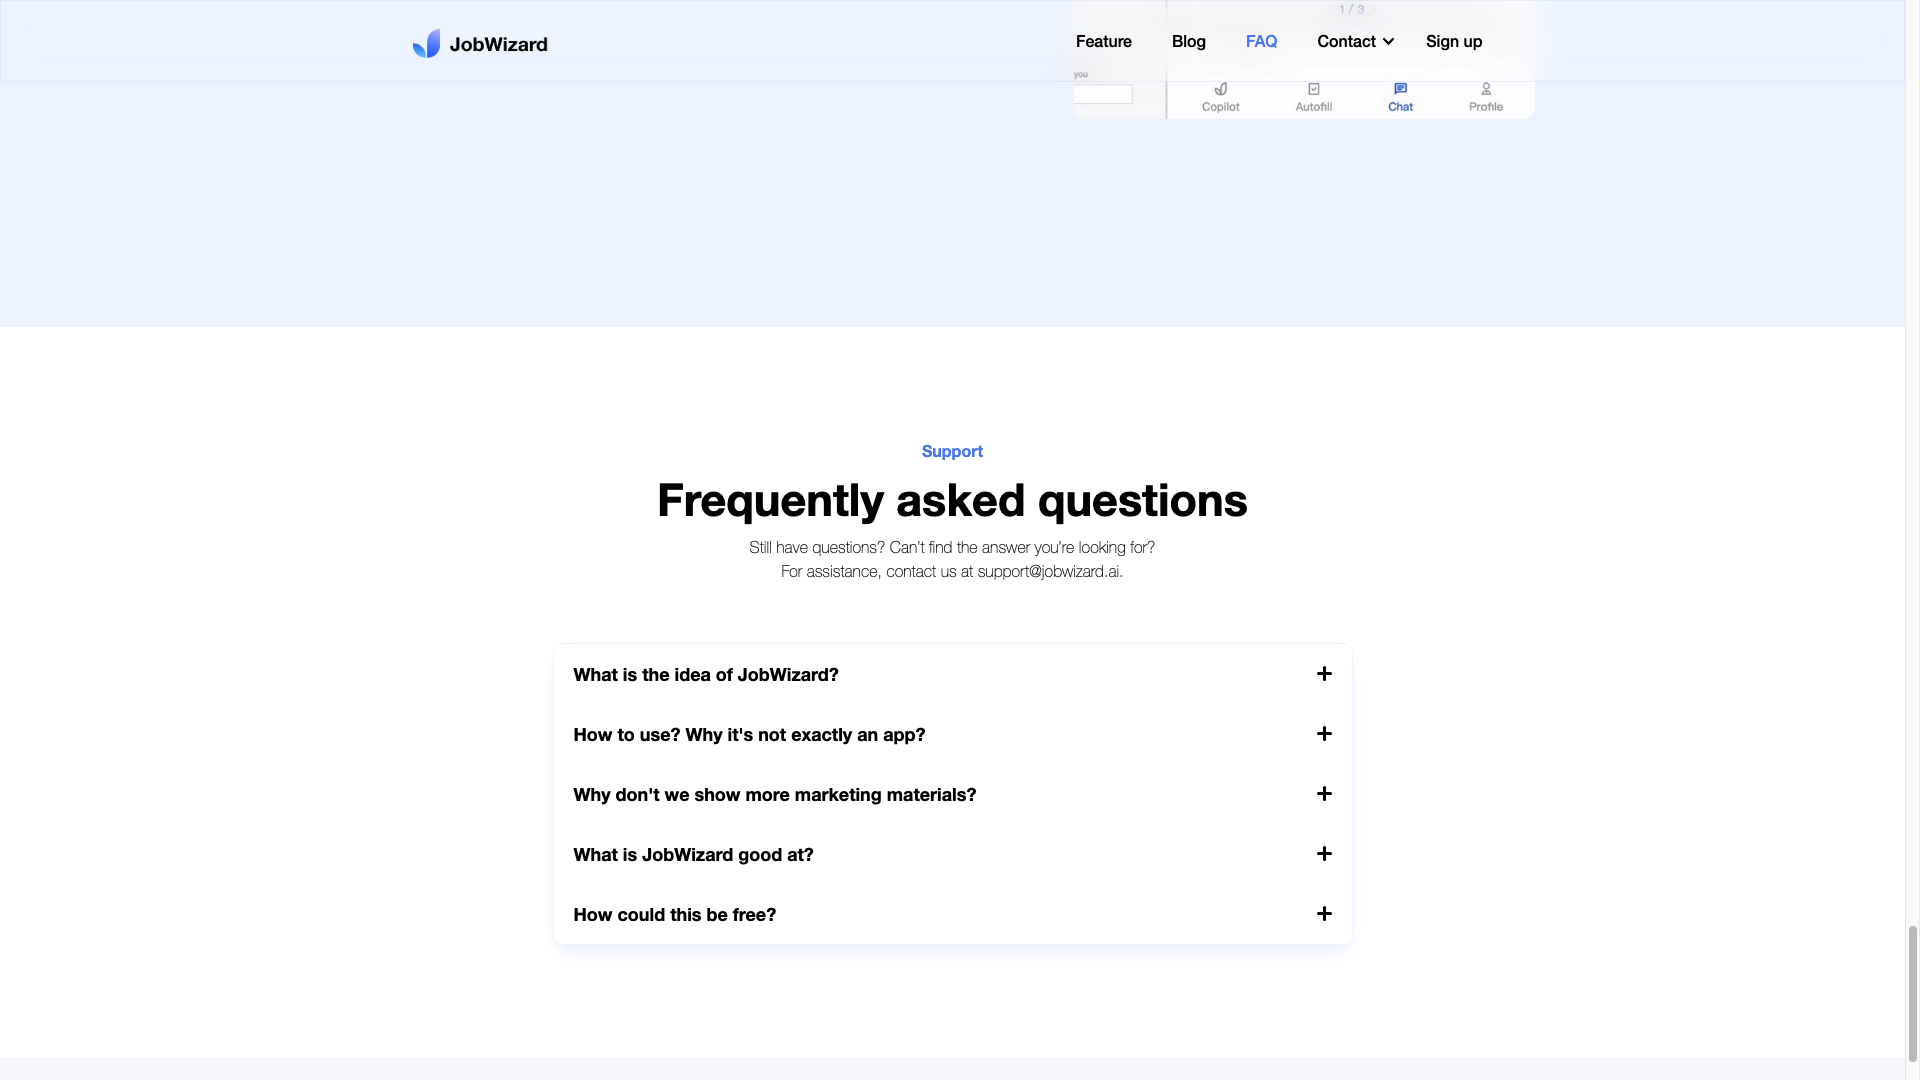 1 / 3
JobWizard
Feature Blog FAQ Contact Sign up
you
Copilot Autofill Chat Profile
Support
Frequently asked questions
Still have questions? Can’t find the answer you’re looking for?
For assistance, contact us at support@jobwizard.ai.
What is the idea of JobWizard?
How to use? Why it's not exactly an app?
Why don't we show more marketing materials?
What is JobWizard good at?
How could this be free?